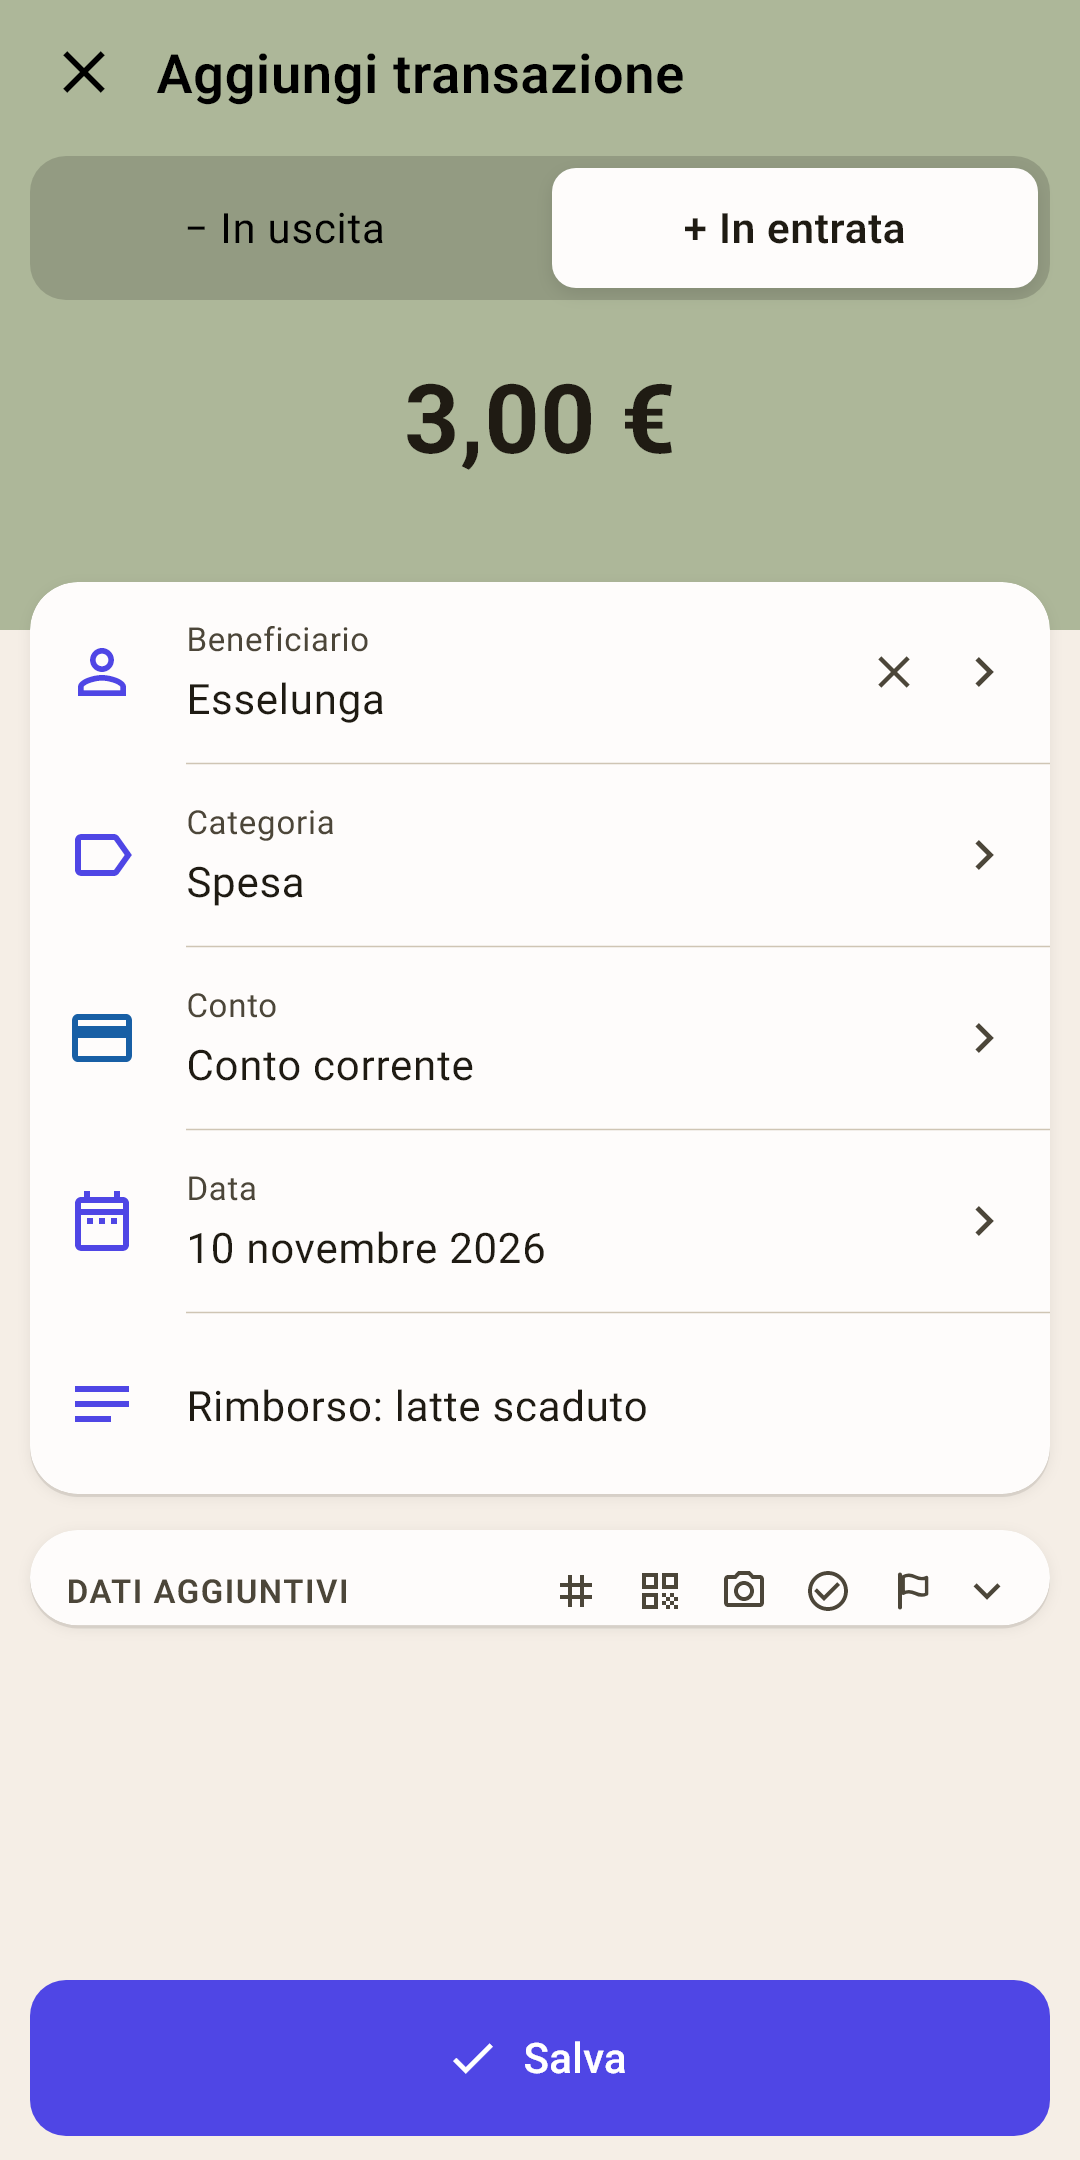 Aggiungi transazione
− In uscita
+ In entrata
3,00 €
Beneficiario
Esselunga
Categoria
Spesa
Conto
Conto corrente
Data
10 novembre 2026
Rimborso: latte scaduto
DATI AGGIUNTIVI
Salva